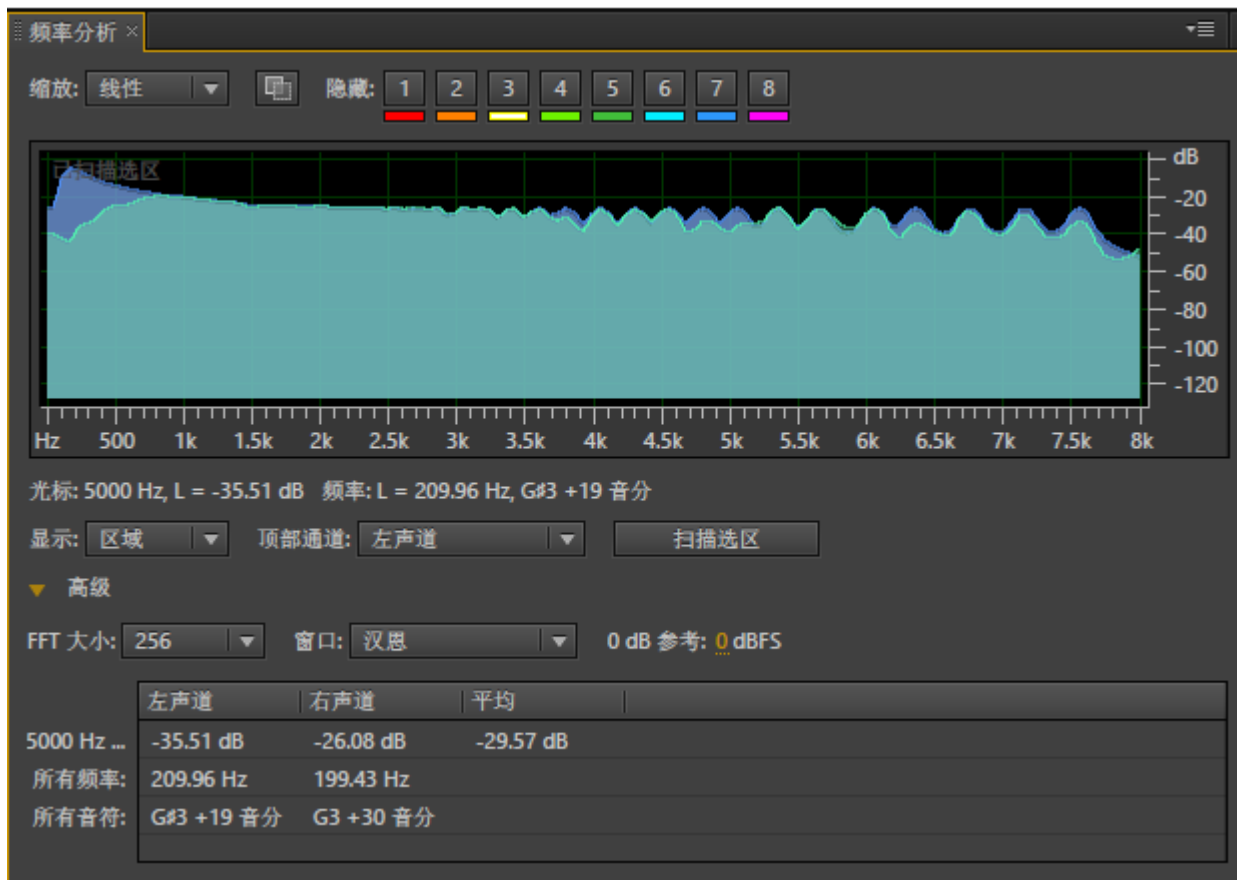 频率分析 ×
缩放: 线性 隐藏: 1 2 3 4 5 6 7 8
已扫描选区
dB
-20
-40
-60
-80
-100
-120
Hz 500 1k 1.5k 2k 2.5k 3k 3.5k 4k 4.5k 5k 5.5k 6k 6.5k 7k 7.5k 8k
光标: 5000 Hz, L = -35.51 dB 频率: L = 209.96 Hz, G♯3 +19 音分
显示: 区域 顶部通道: 左声道 扫描选区
高级
FFT 大小: 256 窗口: 汉恩 0 dB 参考: 0 dBFS
左声道 右声道 平均
5000 Hz ... -35.51 dB -26.08 dB -29.57 dB
所有频率: 209.96 Hz 199.43 Hz
所有音符: G♯3 +19 音分 G3 +30 音分